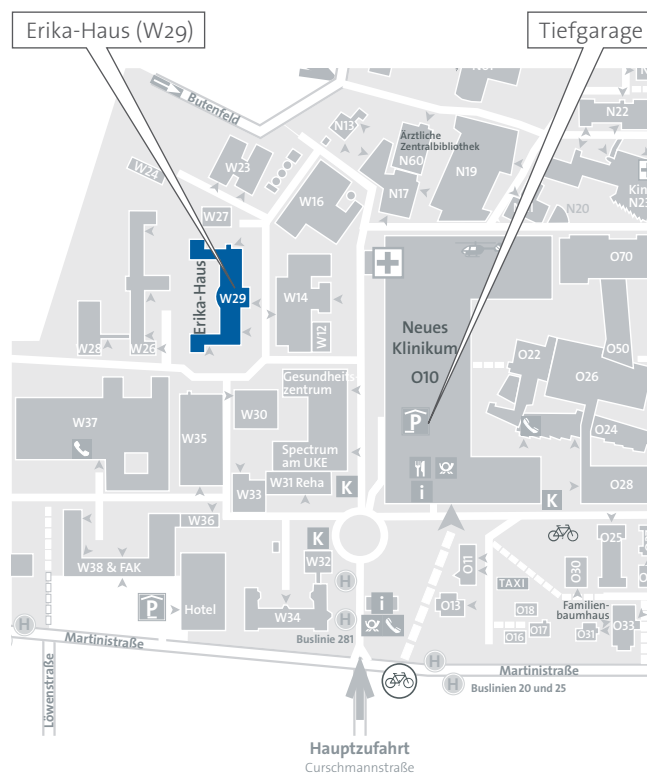 Erika-Haus (W29)
Tiefgarage
Butenfeld
N13
Ärztliche
Zentralbibliothek
N60
N19
N22
W23
W24
N17
Kin
N23
W16
N20
W27
O70
Erika-Haus
W29
W14
Neues
Klinikum
O10
W12
W28
W26
O22
O50
O26
Gesundheits-
zentrum
P
W37
W35
W30
O24
Spectrum
am UKE
W31 Reha
W33
K
i
O28
K
W36
K
O25
W38 & FAK
W32
O11
O30
TAXI
P
Hotel
H
i
O13
O18
Familien-
baumhaus
W34
H
O17
O16
O31
O33
H
Martinistraße
Buslinie 281
H
Martinistraße
H
Buslinien 20 und 25
Löwenstraße
Hauptzufahrt
Curschmannstraße